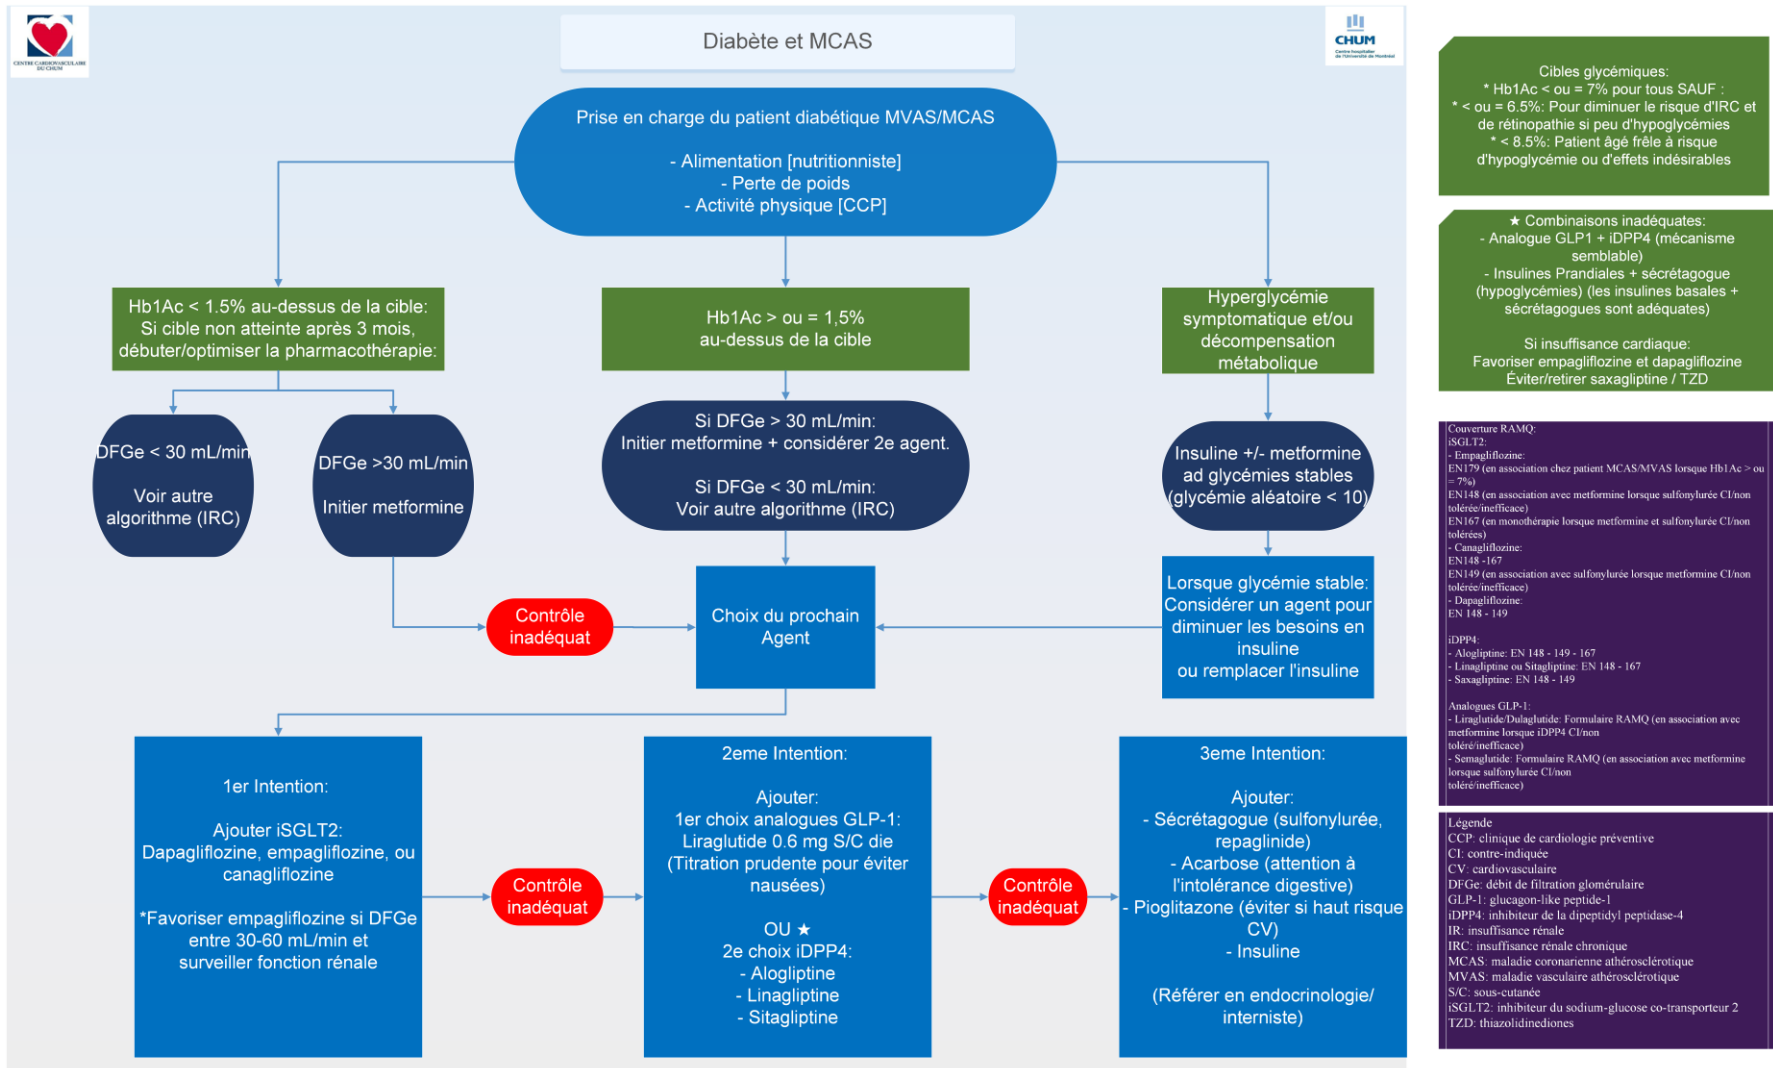 CENTRE CARDIOVASCULAIRE
DU CHUM
Diabète et MCAS
CHUM
Centre hospitalier
de l'Université de Montréal
Prise en charge du patient diabétique MVAS/MCAS
- Alimentation [nutritionniste]
- Perte de poids
- Activité physique [CCP]
Hb1Ac < 1.5% au-dessus de la cible:
Si cible non atteinte après 3 mois,
débuter/optimiser la pharmacothérapie:
Hb1Ac > ou = 1,5%
au-dessus de la cible
Hyperglycémie
symptomatique et/ou
décompensation
métabolique
DFGe < 30 mL/min
Voir autre
algorithme (IRC)
DFGe >30 mL/min
Initier metformine
Si DFGe > 30 mL/min:
Initier metformine + considérer 2e agent.
Si DFGe < 30 mL/min:
Voir autre algorithme (IRC)
Insuline +/- metformine
ad glycémies stables
(glycémie aléatoire < 10)
Contrôle
inadéquat
Choix du prochain
Agent
Lorsque glycémie stable:
Considérer un agent pour
diminuer les besoins en
insuline
ou remplacer l'insuline
1er Intention:
Ajouter iSGLT2:
Dapagliflozine, empagliflozine, ou
canagliflozine
*Favoriser empagliflozine si DFGe
entre 30-60 mL/min et
surveiller fonction rénale
Contrôle
inadéquat
2eme Intention:
Ajouter:
1er choix analogues GLP-1:
Liraglutide 0.6 mg S/C die
(Titration prudente pour éviter
nausées)
OU ★
2e choix iDPP4:
- Alogliptine
- Linagliptine
- Sitagliptine
Contrôle
inadéquat
3eme Intention:
Ajouter:
- Sécrétagogue (sulfonylurée,
repaglinide)
- Acarbose (attention à
l'intolérance digestive)
- Pioglitazone (éviter si haut risque
CV)
- Insuline
(Référer en endocrinologie/
interniste)
Cibles glycémiques:
* Hb1Ac < ou = 7% pour tous SAUF :
* < ou = 6.5%: Pour diminuer le risque d'IRC et
de rétinopathie si peu d'hypoglycémies
* < 8.5%: Patient âgé frêle à risque
d'hypoglycémie ou d'effets indésirables
★ Combinaisons inadéquates:
- Analogue GLP1 + iDPP4 (mécanisme
semblable)
- Insulines Prandiales + sécrétagogue
(hypoglycémies) (les insulines basales +
sécrétagogues sont adéquates)
Si insuffisance cardiaque:
Favoriser empagliflozine et dapagliflozine
Éviter/retirer saxagliptine / TZD
Couverture RAMQ:
iSGLT2:
- Empagliflozine:
EN179 (en association chez patient MCAS/MVAS lorsque Hb1Ac > ou
= 7%)
EN148 (en association avec metformine lorsque sulfonylurée CI/non
tolérée/inefficace)
EN167 (en monothérapie lorsque metformine et sulfonylurée CI/non
tolérées)
- Canagliflozine:
EN148 -167
EN149 (en association avec sulfonylurée lorsque metformine CI/non
tolérée/inefficace)
- Dapagliflozine:
EN 148 - 149
iDPP4:
- Alogliptine: EN 148 - 149 - 167
- Linagliptine ou Sitagliptine: EN 148 - 167
- Saxagliptine: EN 148 - 149
Analogues GLP-1:
- Liraglutide/Dulaglutide: Formulaire RAMQ (en association avec
metformine lorsque iDPP4 CI/non
toléré/inefficace)
- Semaglutide: Formulaire RAMQ (en association avec metformine
lorsque sulfonylurée CI/non
toléré/inefficace)
Légende
CCP: clinique de cardiologie préventive
CI: contre-indiquée
CV: cardiovasculaire
DFGe: débit de filtration glomérulaire
GLP-1: glucagon-like peptide-1
iDPP4: inhibiteur de la dipeptidyl peptidase-4
IR: insuffisance rénale
IRC: insuffisance rénale chronique
MCAS: maladie coronarienne athérosclérotique
MVAS: maladie vasculaire athérosclérotique
S/C: sous-cutanée
iSGLT2: inhibiteur du sodium-glucose co-transporteur 2
TZD: thiazolidinediones